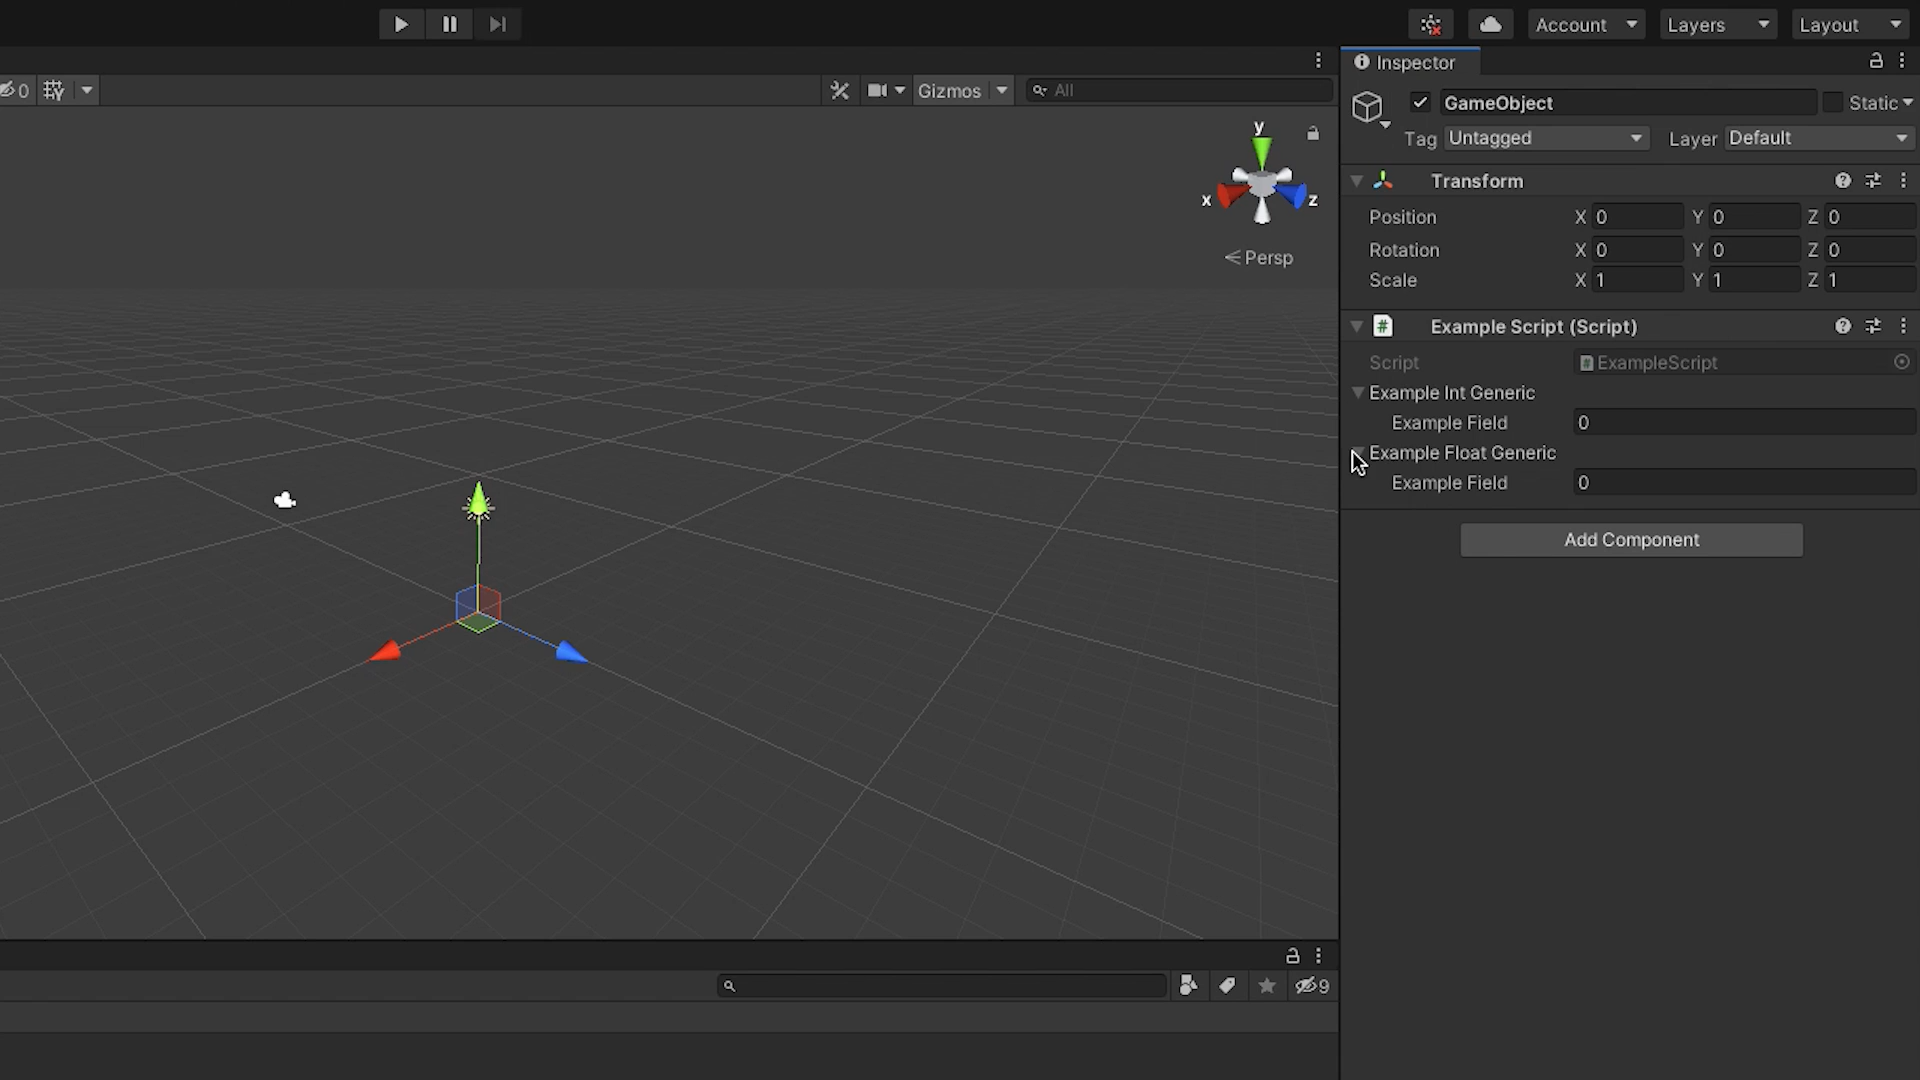 Account Layers Layout
Inspector
0 Gizmos All
GameObject Static
Tag Untagged Layer Default
y
x z
Persp
Transform
Position X 0 Y 0 Z 0
Rotation X 0 Y 0 Z 0
Scale X 1 Y 1 Z 1
# Example Script (Script)
Script # ExampleScript
Example Int Generic
Example Field 0
Example Float Generic
Example Field 0
Add Component
9